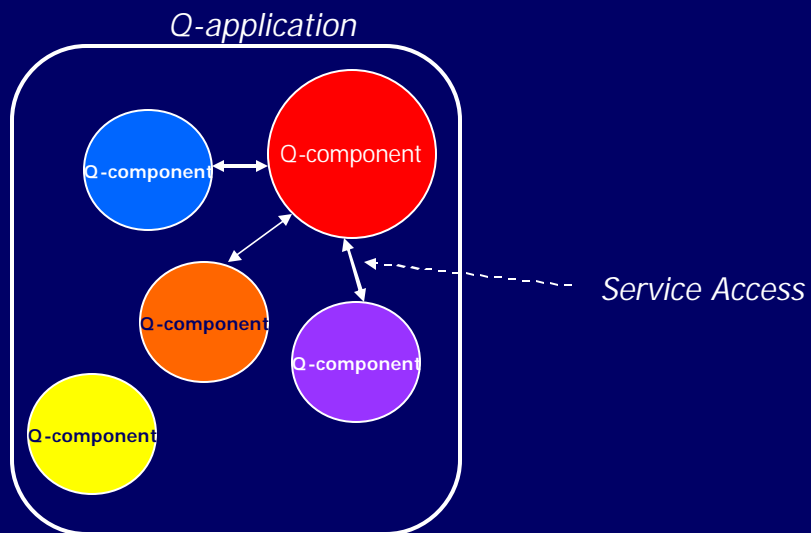 Q-application
Q-component
Q-component
Service Access
Q-component
Q-component
Q-component